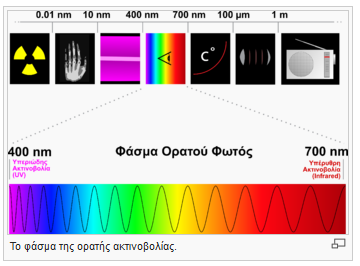 0.01 nm 10 nm 400 nm 700 nm 100 μm 1 m
C°
400 nm Φάσμα Ορατού Φωτός 700 nm
Υπεριώδης
Ακτινοβολία
(UV)
Υπέρυθρη
Ακτινοβολία
(Infrared)
Το φάσμα της ορατής ακτινοβολίας.